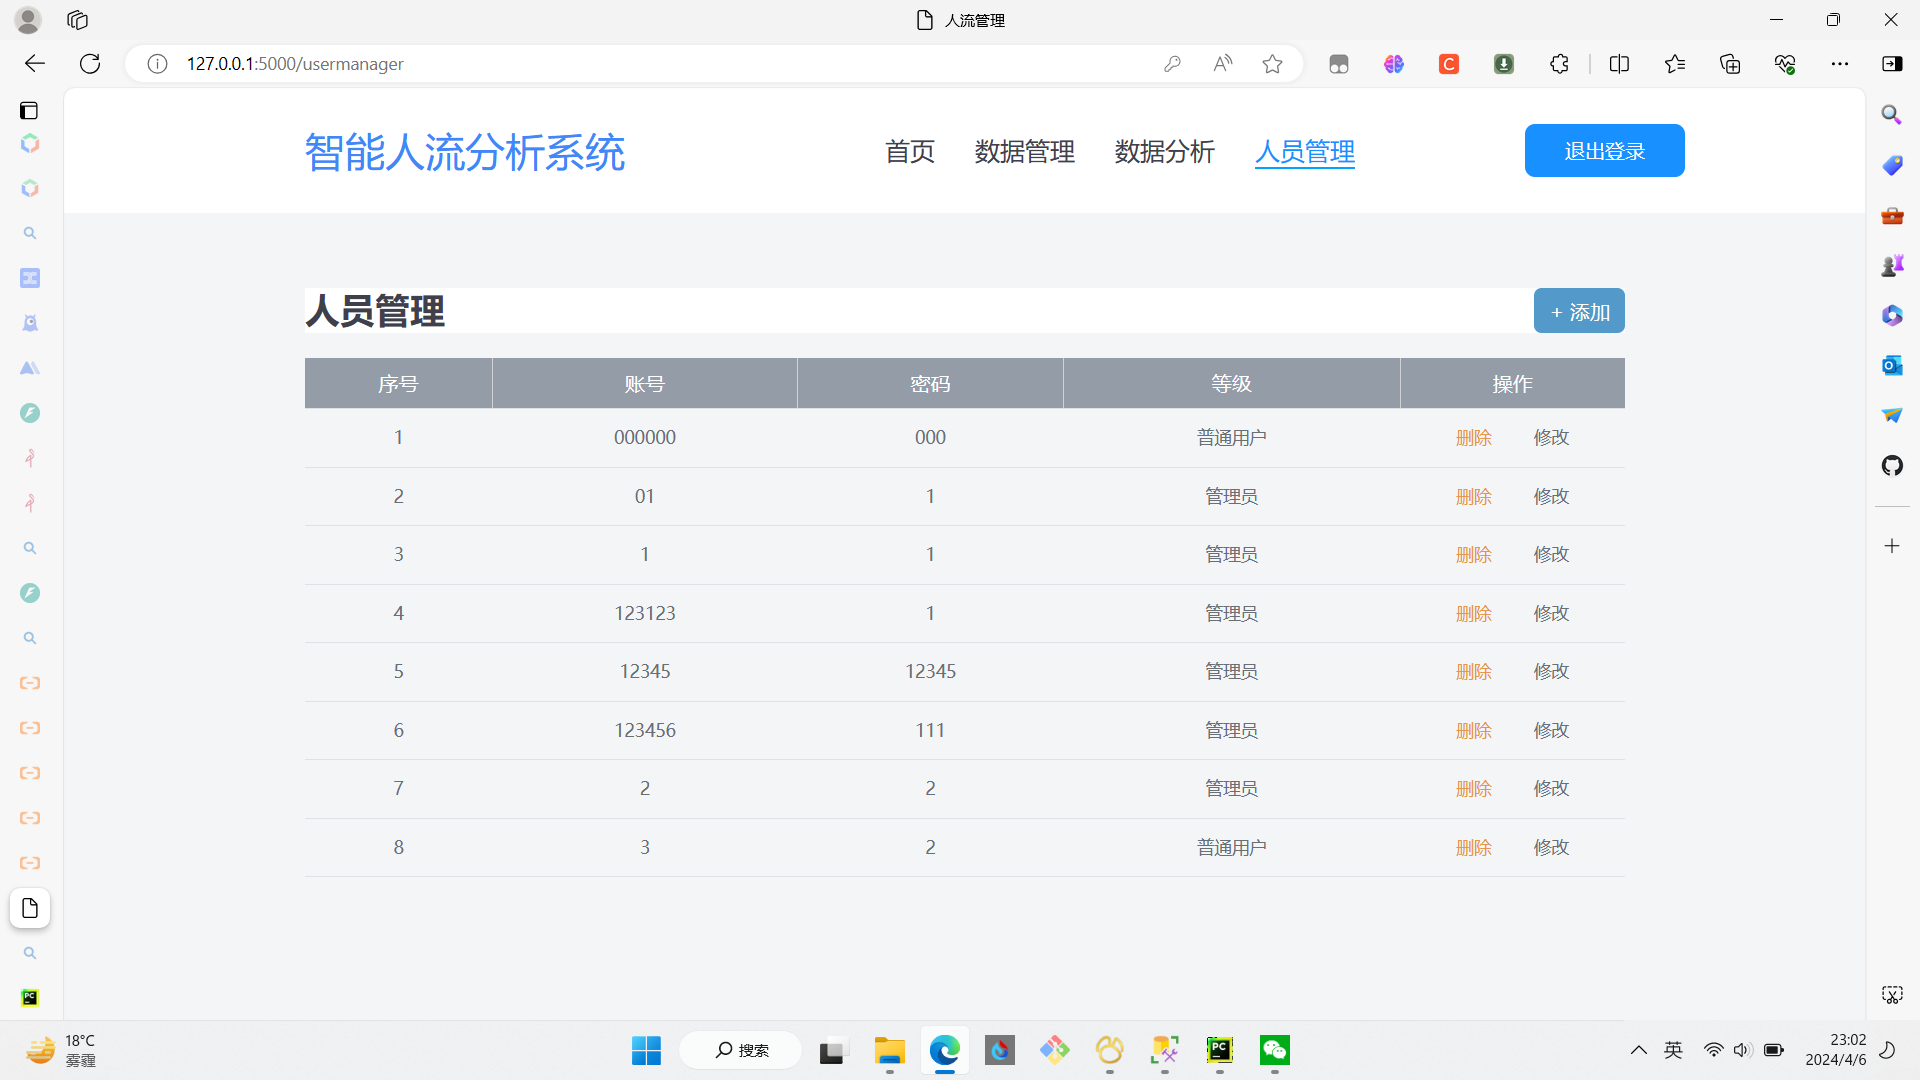 人流管理
127.0.0.1:5000/usermanager
智能人流分析系统
首页 数据管理 数据分析 人员管理 退出登录
人员管理 + 添加
序号 账号 密码 等级 操作
1 000000 000 普通用户 删除 修改
2 01 1 管理员 删除 修改
3 1 1 管理员 删除 修改
4 123123 1 管理员 删除 修改
5 12345 12345 管理员 删除 修改
6 123456 111 管理员 删除 修改
7 2 2 管理员 删除 修改
8 3 2 普通用户 删除 修改
18°C
雾霾
搜索
英
23:02
2024/4/6